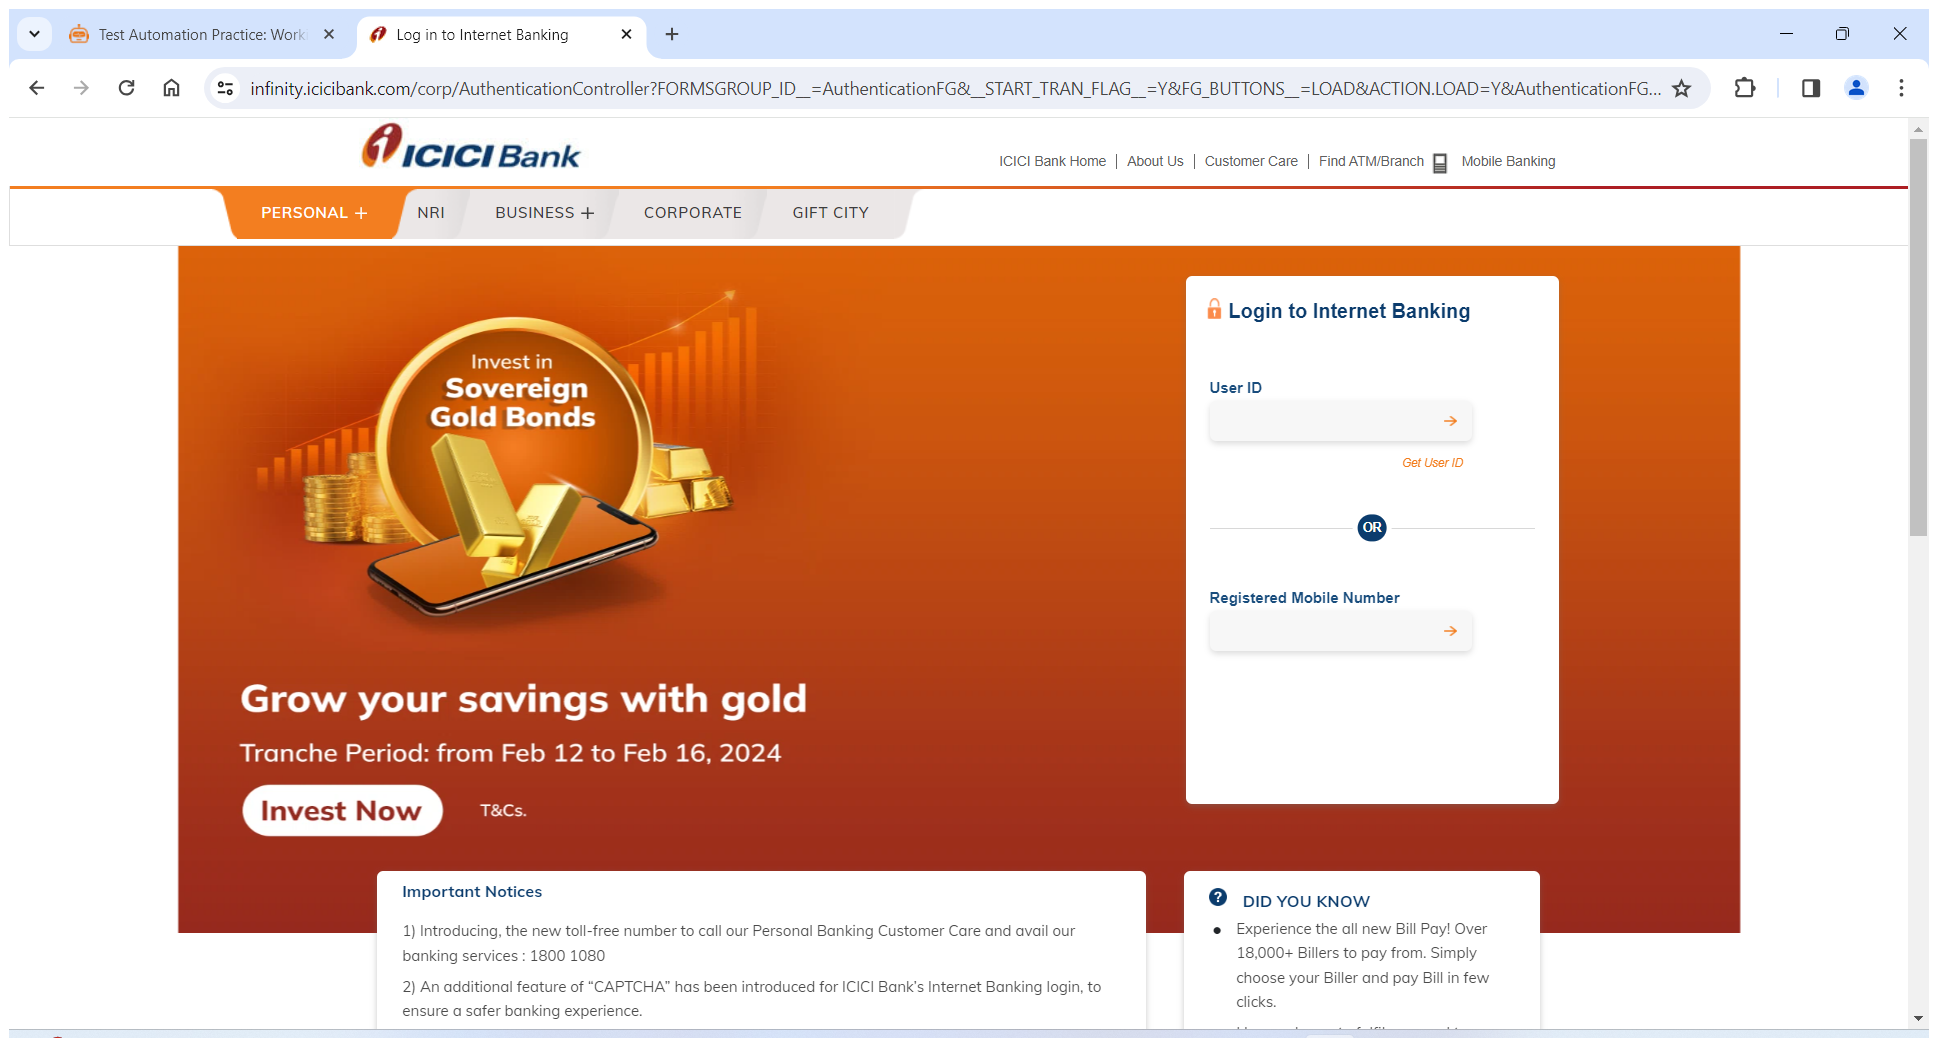 Test Automation Practice: Work
Log in to Internet Banking
infinity.icicibank.com/corp/AuthenticationController?FORMSGROUP_ID__=AuthenticationFG&__START_TRAN_FLAG__=Y&FG_BUTTONS__=LOAD&ACTION.LOAD=Y&AuthenticationFG...
ICICI Bank
ICICI Bank Home | About Us | Customer Care | Find ATM/Branch Mobile Banking
PERSONAL + NRI BUSINESS + CORPORATE GIFT CITY
Invest in
Sovereign
Gold Bonds
Grow your savings with gold
Tranche Period: from Feb 12 to Feb 16, 2024
Invest Now T&Cs.
Login to Internet Banking
User ID
Get User ID
OR
Registered Mobile Number
Important Notices
1) Introducing, the new toll-free number to call our Personal Banking Customer Care and avail our
banking services : 1800 1080
2) An additional feature of “CAPTCHA” has been introduced for ICICI Bank’s Internet Banking login, to
ensure a safer banking experience.
? DID YOU KNOW
● Experience the all new Bill Pay! Over
18,000+ Billers to pay from. Simply
choose your Biller and pay Bill in few
clicks.